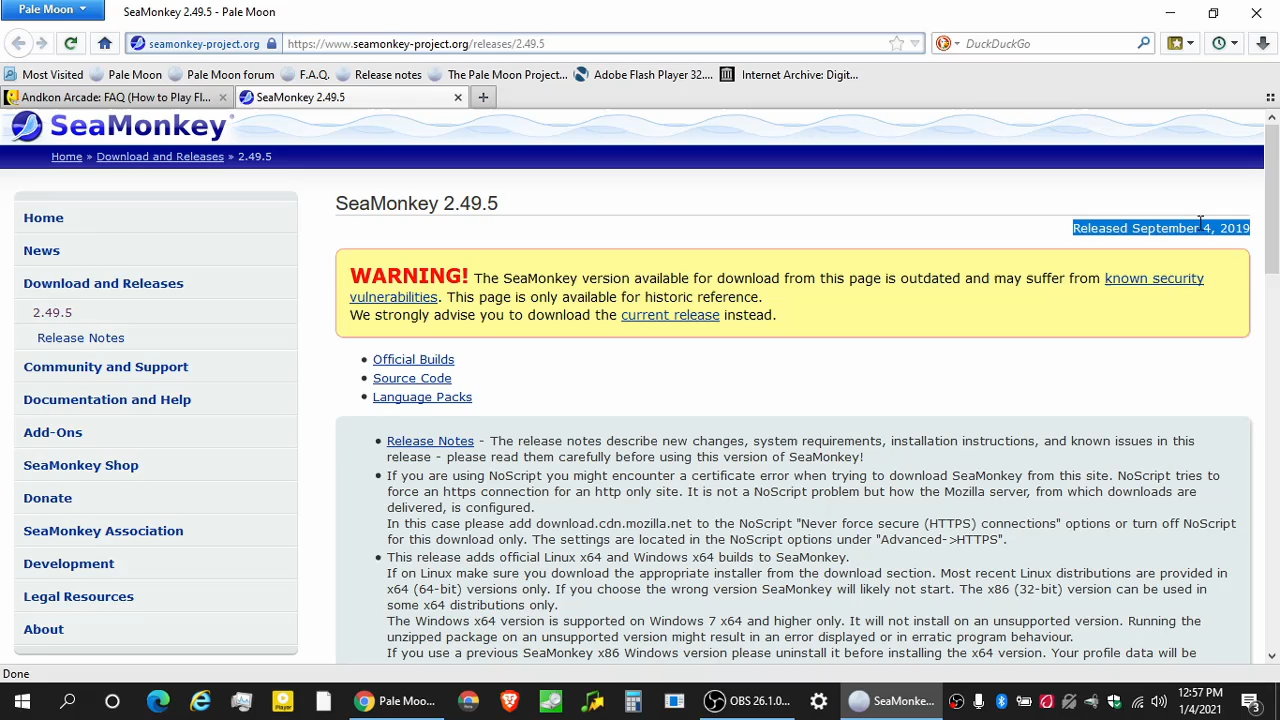 Pale Moon
SeaMonkey 2.49.5 - Pale Moon
seamonkey-project.org
https://www.seamonkey-project.org/releases/2.49.5
DuckDuckGo
Most Visited
Pale Moon
Pale Moon forum
F.A.Q.
Release notes
The Pale Moon Project...
Adobe Flash Player 32....
Internet Archive: Digit...
Andkon Arcade: FAQ (How to Play Fl...
SeaMonkey 2.49.5
SeaMonkey
Home » Download and Releases » 2.49.5
Home
News
Download and Releases
2.49.5
Release Notes
Community and Support
Documentation and Help
Add-Ons
SeaMonkey Shop
Donate
SeaMonkey Association
Development
Legal Resources
About
SeaMonkey 2.49.5
Released September 4, 2019
WARNING! The SeaMonkey version available for download from this page is outdated and may suffer from known security
vulnerabilities. This page is only available for historic reference.
We strongly advise you to download the current release instead.
• Official Builds
• Source Code
• Language Packs
• Release Notes - The release notes describe new changes, system requirements, installation instructions, and known issues in this
release - please read them carefully before using this version of SeaMonkey!
• If you are using NoScript you might encounter a certificate error when trying to download SeaMonkey from this site. NoScript tries to
force an https connection for an http only site. It is not a NoScript problem but how the Mozilla server, from which downloads are
delivered, is configured.
In this case please add download.cdn.mozilla.net to the NoScript "Never force secure (HTTPS) connections" options or turn off NoScript
for this download only. The settings are located in the NoScript options under "Advanced->HTTPS".
• This release adds official Linux x64 and Windows x64 builds to SeaMonkey.
If on Linux make sure you download the appropriate installer from the download section. Most recent Linux distributions are provided in
x64 (64-bit) versions only. If you choose the wrong version SeaMonkey will likely not start. The x86 (32-bit) version can be used in
some x64 distributions only.
The Windows x64 version is supported on Windows 7 x64 and higher only. It will not install on an unsupported version. Running the
unzipped package on an unsupported version might result in an error displayed or in erratic program behaviour.
If you use a previous SeaMonkey x86 Windows version please uninstall it before installing the x64 version. Your profile data will be
Done
Player
Pale Moo...
OBS 26.1.0...
SeaMonke...
12:57 PM
1/4/2021
3